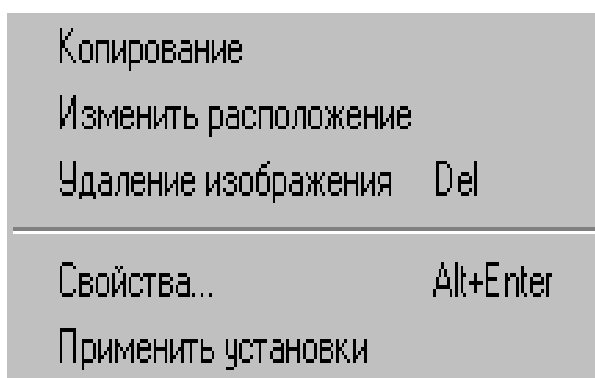 Копирование
Изменить расположение
Удаление изображения Del
Свойства... Alt+Enter
Применить установки